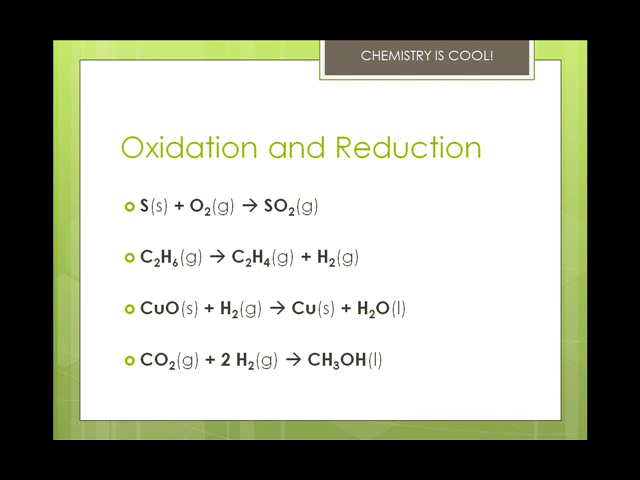 CHEMISTRY IS COOL!
Oxidation and Reduction
S(s) + O₂(g) → SO₂(g)
C₂H₆(g) → C₂H₄(g) + H₂(g)
CuO(s) + H₂(g) → Cu(s) + H₂O(l)
CO₂(g) + 2 H₂(g) → CH₃OH(l)